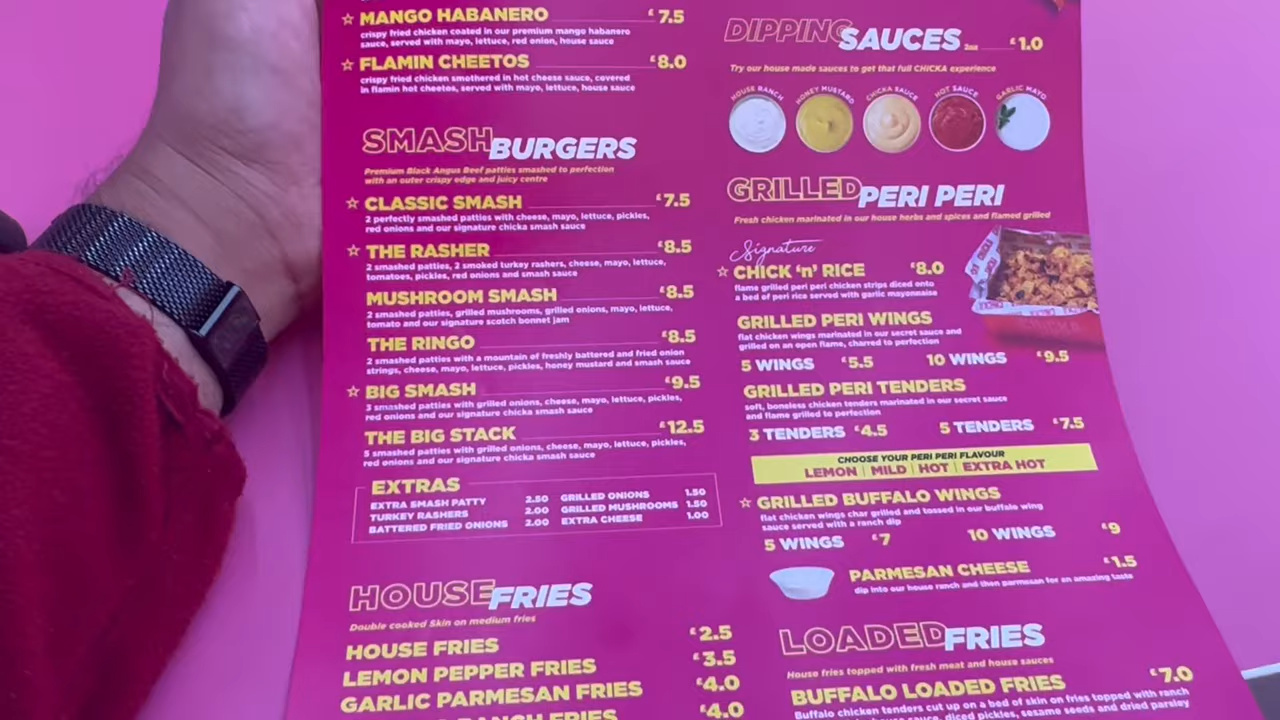 ☆ MANGO HABANERO £7.5
crispy fried chicken coated in our premium mango habanero
sauce, served with mayo, lettuce, red onion, house sauce
☆ FLAMIN CHEETOS £8.0
crispy fried chicken smothered in hot cheese sauce, covered
in flamin hot cheetos, served with mayo, lettuce, house sauce
SMASH BURGERS
Premium Black Angus Beef patties smashed to perfection
with an outer crispy edge and juicy centre
☆ CLASSIC SMASH £7.5
2 perfectly smashed patties with cheese, mayo, lettuce, pickles,
red onions and our signature chicka smash sauce
☆ THE RASHER £8.5
2 smashed patties, 2 smoked turkey rashers, cheese, mayo, lettuce,
tomatoes, pickles, red onions and smash sauce
MUSHROOM SMASH £8.5
2 smashed patties, grilled mushrooms, grilled onions, mayo, lettuce,
tomato and our signature scotch bonnet jam
THE RINGO £8.5
2 smashed patties with a mountain of freshly battered and fried onion
strings, cheese, mayo, lettuce, pickles, honey mustard and smash sauce
☆ BIG SMASH £9.5
3 smashed patties with grilled onions, cheese, mayo, lettuce, pickles,
red onions and our signature chicka smash sauce
THE BIG STACK £12.5
5 smashed patties with grilled onions, cheese, mayo, lettuce, pickles,
red onions and our signature chicka smash sauce
EXTRAS
EXTRA SMASH PATTY 2.50 GRILLED ONIONS 1.50
TURKEY RASHERS 2.00 GRILLED MUSHROOMS 1.50
BATTERED FRIED ONIONS 2.00 EXTRA CHEESE 1.00
HOUSE FRIES
Double cooked Skin on medium fries
HOUSE FRIES £2.5
LEMON PEPPER FRIES £3.5
GARLIC PARMESAN FRIES £4.0
RANCH FRIES £4.0
DIPPING SAUCES 2oz £1.0
Try our house made sauces to get that full CHICKA experience
HOUSE RANCH HONEY MUSTARD CHICKA SAUCE HOT SAUCE GARLIC MAYO
GRILLED PERI PERI
Fresh chicken marinated in our house herbs and spices and flamed grilled
Signature
☆ CHICK 'n' RICE £8.0
flame grilled peri peri chicken strips diced onto
a bed of peri rice served with garlic mayonnaise
GRILLED PERI WINGS
flat chicken wings marinated in our secret sauce and
grilled on an open flame, charred to perfection
5 WINGS £5.5 10 WINGS £9.5
GRILLED PERI TENDERS
soft, boneless chicken tenders marinated in our secret sauce
and flame grilled to perfection
3 TENDERS £4.5 5 TENDERS £7.5
CHOOSE YOUR PERI PERI FLAVOUR
LEMON | MILD | HOT | EXTRA HOT
☆ GRILLED BUFFALO WINGS
flat chicken wings char grilled and tossed in our buffalo wing
sauce served with a ranch dip
5 WINGS £7 10 WINGS £9
PARMESAN CHEESE £1.5
dip into our house ranch and then parmesan for an amazing taste
LOADED FRIES
House fries topped with fresh meat and house sauces
BUFFALO LOADED FRIES £7.0
Buffalo chicken tenders cut up on a bed of skin on fries topped with ranch
house sauce, diced pickles, sesame seeds and dried parsley